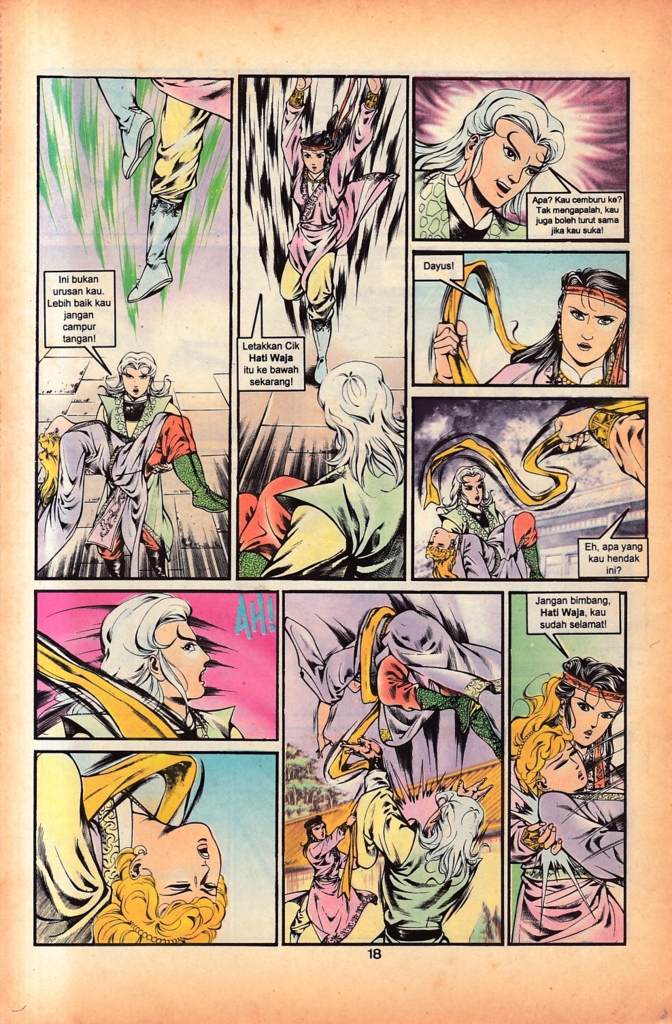 Ini bukan
urusan kau.
Lebih baik kau
jangan
campur
tangan!
Letakkan Cik
Hati Waja
itu ke bawah
sekarang!
Apa? Kau cemburu ke?
Tak mengapalah, kau
juga boleh turut sama
jika kau suka!
Dayus!
Eh, apa yang
kau hendak
ini?
AH!
Jangan bimbang,
Hati Waja, kau
sudah selamat!
18